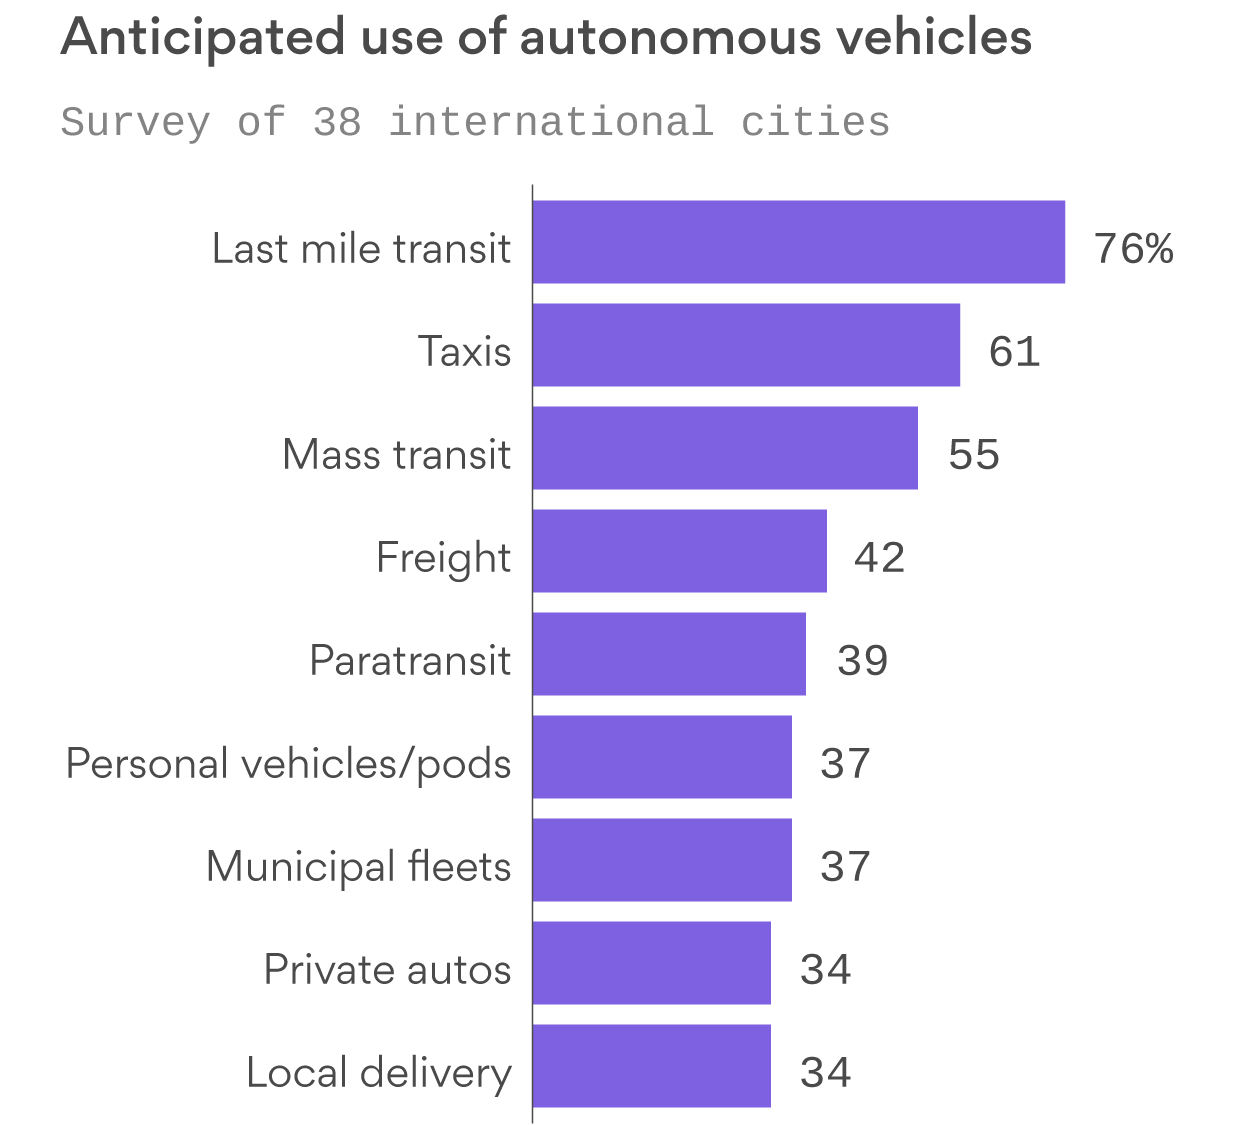 Anticipated use of autonomous vehicles
Survey of 38 international cities
Last mile transit 76%
Taxis 61
Mass transit 55
Freight 42
Paratransit 39
Personal vehicles/pods 37
Municipal fleets 37
Private autos 34
Local delivery 34